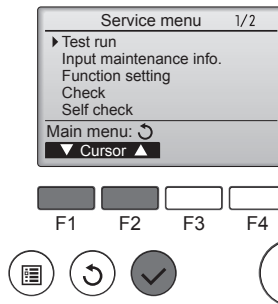 Service menu 1/2
Test run
Input maintenance info.
Function setting
Check
Self check
Main menu:
▼ Cursor ▲
F1 F2 F3 F4